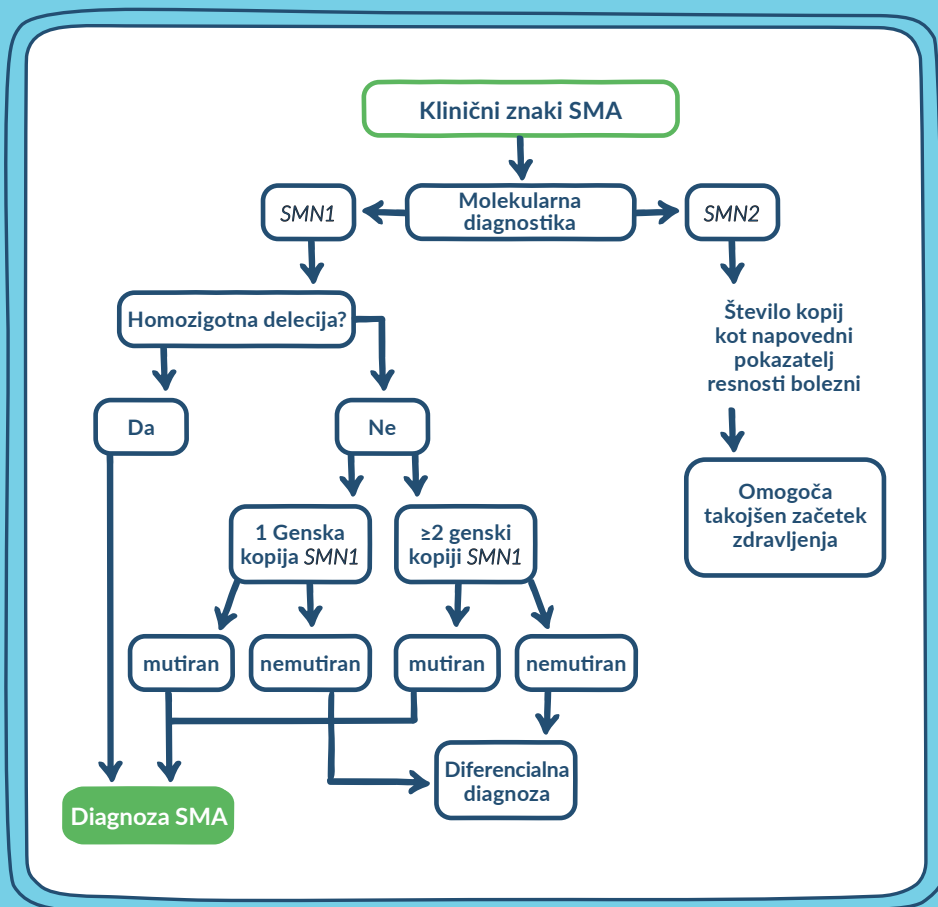 Klinični znaki SMA
Molekularna
diagnostika
SMN1
SMN2
Homozigotna delecija?
Število kopij
kot napovedni
pokazatelj
resnosti bolezni
Da
Ne
Omogoča
takojšen začetek
zdravljenja
1 Genska
kopija SMN1
≥2 genski
kopiji SMN1
mutiran
nemutiran
mutiran
nemutiran
Diferencialna
diagnoza
Diagnoza SMA